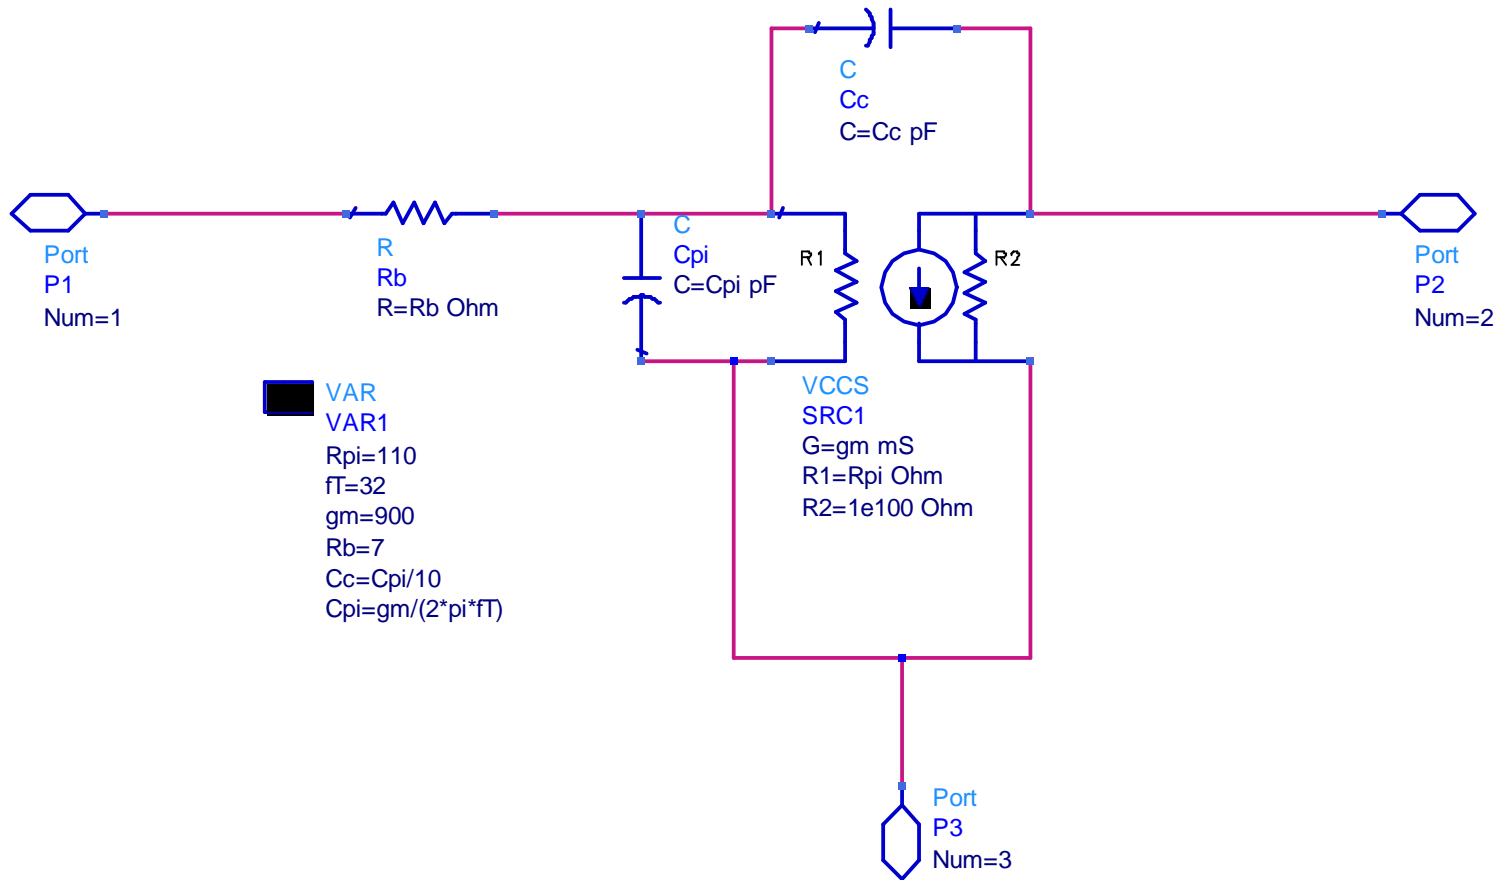 C
Cc
C=Cc pF
Port
P1
Num=1
R
Rb
R=Rb Ohm
C
Cpi
C=Cpi pF
R1
R2
Port
P2
Num=2
VAR
VAR1
Rpi=110
fT=32
gm=900
Rb=7
Cc=Cpi/10
Cpi=gm/(2*pi*fT)
VCCS
SRC1
G=gm mS
R1=Rpi Ohm
R2=1e100 Ohm
Port
P3
Num=3